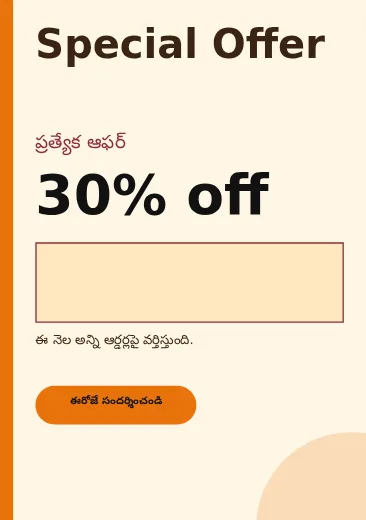 Special Offer
ప్రత్యేక ఆఫర్
30% off
ఈ నెల అన్ని ఆర్డర్లపై వర్తిస్తుంది.
ఈరోజే సందర్శించండి